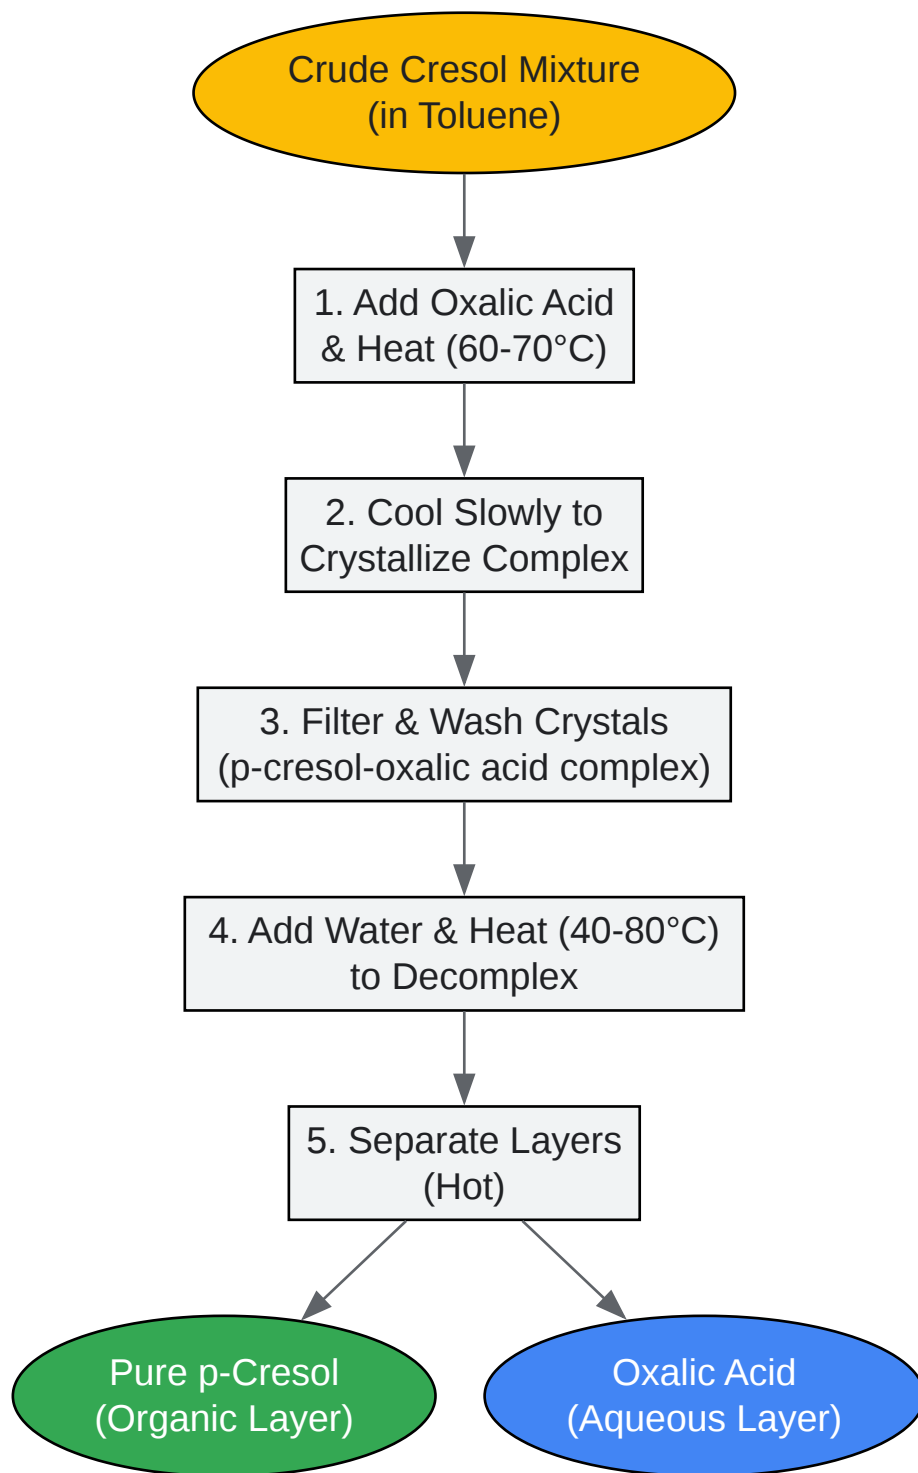 Crude Cresol Mixture
(in Toluene)
1. Add Oxalic Acid
& Heat (60-70°C)
2. Cool Slowly to
Crystallize Complex
3. Filter & Wash Crystals
(p-cresol-oxalic acid complex)
4. Add Water & Heat (40-80°C)
to Decomplex
5. Separate Layers
(Hot)
Pure p-Cresol
(Organic Layer)
Oxalic Acid
(Aqueous Layer)